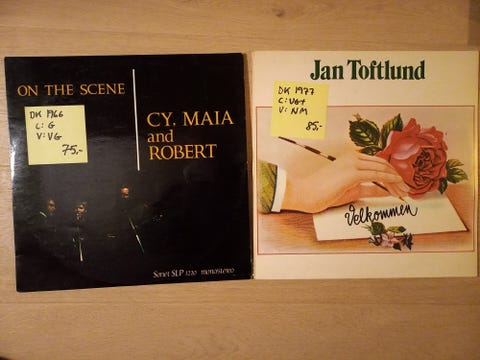 ON THE SCENE
DK 1966
C: G
V: VG
75,-
CY, MAIA
and
ROBERT
Sonet SLP 1220 mono/stereo
Jan Toftlund
DK 1977
C: VG+
V: NM
85,-
Velkommen